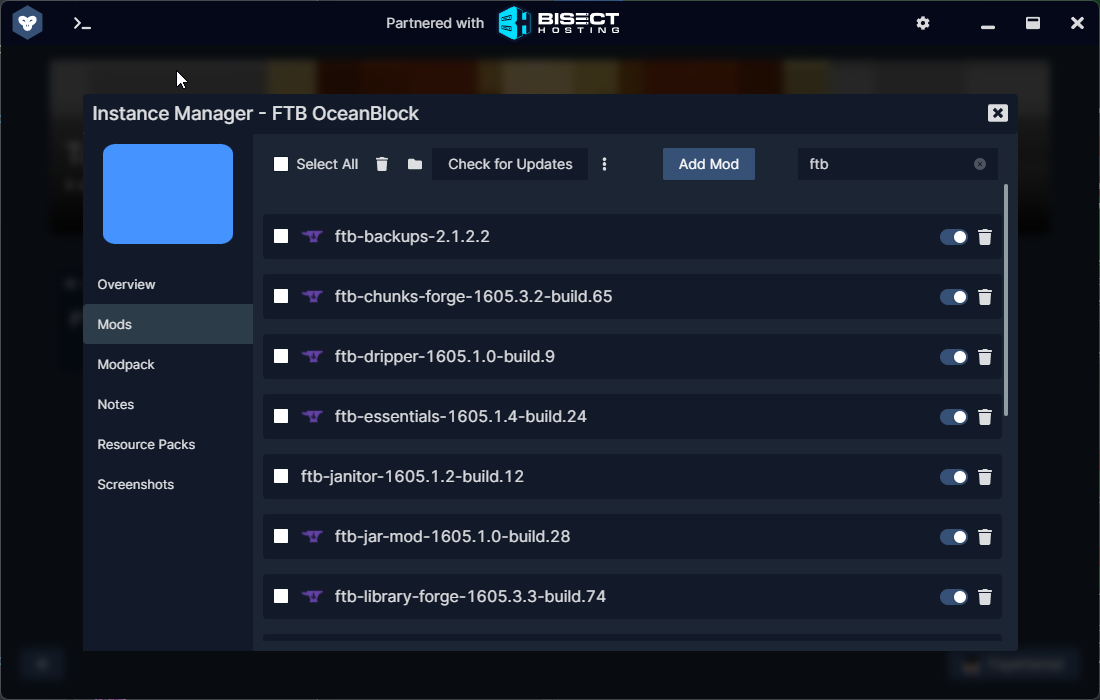 Partnered with BISECT HOSTING
Instance Manager - FTB OceanBlock
Select All Check for Updates Add Mod ftb
Overview
Mods
Modpack
Notes
Resource Packs
Screenshots
ftb-backups-2.1.2.2
ftb-chunks-forge-1605.3.2-build.65
ftb-dripper-1605.1.0-build.9
ftb-essentials-1605.1.4-build.24
ftb-janitor-1605.1.2-build.12
ftb-jar-mod-1605.1.0-build.28
ftb-library-forge-1605.3.3-build.74